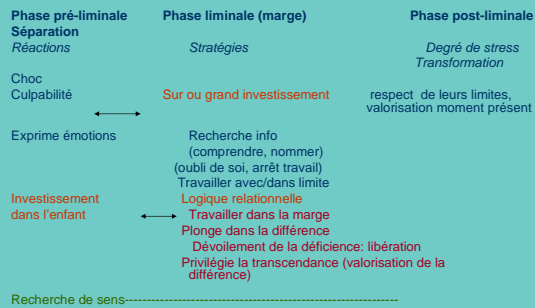 Phase pré-liminale Phase liminale (marge) Phase post-liminale
Séparation
Réactions Stratégies Degré de stress
Transformation
Choc
Culpabilité Sur ou grand investissement respect de leurs limites,
valorisation moment présent
Exprime émotions Recherche info
(comprendre, nommer)
(oubli de soi, arrêt travail)
Travailler avec/dans limite
Investissement Logique relationnelle
dans l'enfant Travailler dans la marge
Plonge dans la différence
Dévoilement de la déficience: libération
Privilégie la transcendance (valorisation de la
différence)
Recherche de sens---------------------------------------------------------------